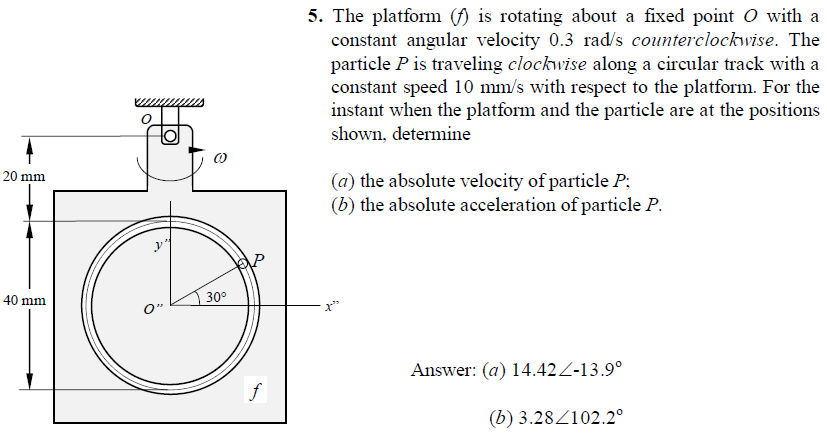 5. The platform (f) is rotating about a fixed point O with a
constant angular velocity 0.3 rad/s counterclockwise. The
particle P is traveling clockwise along a circular track with a
constant speed 10 mm/s with respect to the platform. For the
instant when the platform and the particle are at the positions
shown, determine
(a) the absolute velocity of particle P;
(b) the absolute acceleration of particle P.
O
ω
20 mm
y"
P
40 mm
30°
O"
x"
f
Answer: (a) 14.42∠-13.9°
(b) 3.28∠102.2°